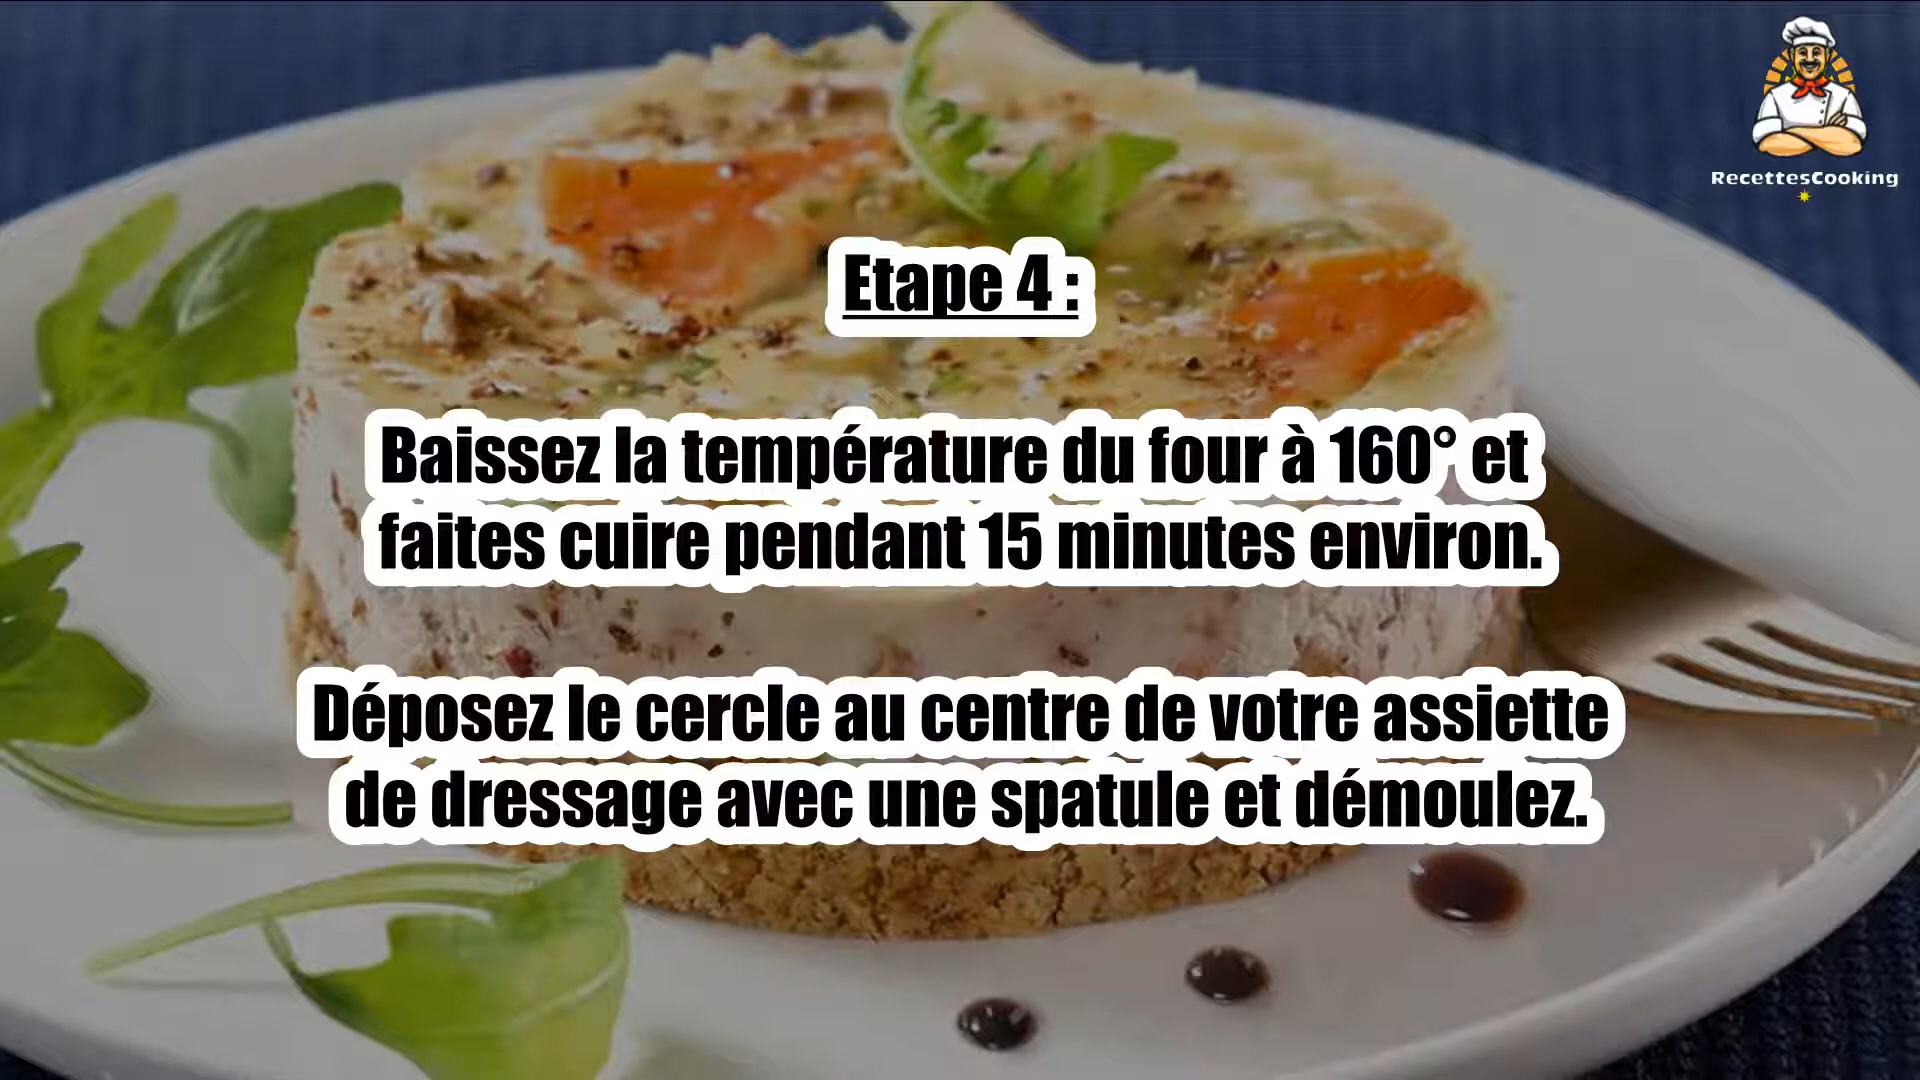 RecettesCooking
Etape 4 :
Baissez la température du four à 160° et
faites cuire pendant 15 minutes environ.
Déposez le cercle au centre de votre assiette
de dressage avec une spatule et démoulez.